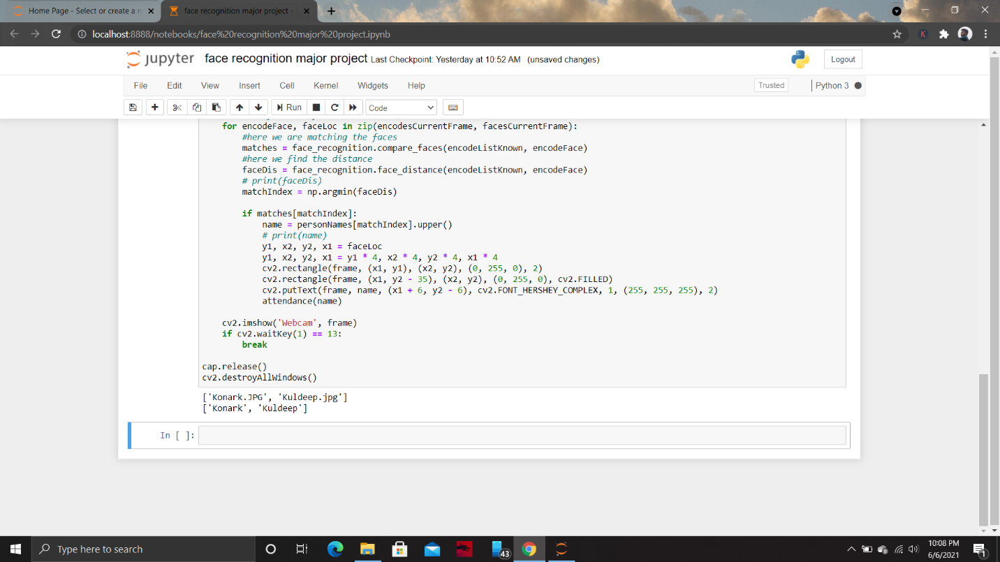 Home Page - Select or create a n
face recognition major project -
localhost:8888/notebooks/face%20recognition%20major%20project.ipynb
K
jupyter face recognition major project Last Checkpoint: Yesterday at 10:52 AM (unsaved changes)
Logout
File Edit View Insert Cell Kernel Widgets Help
Trusted
Python 3
Run
Code
for encodeFace, faceLoc in zip(encodesCurrentFrame, facesCurrentFrame):
#here we are matching the faces
matches = face_recognition.compare_faces(encodeListKnown, encodeFace)
#here we find the distance
faceDis = face_recognition.face_distance(encodeListKnown, encodeFace)
# print(faceDis)
matchIndex = np.argmin(faceDis)
if matches[matchIndex]:
name = personNames[matchIndex].upper()
# print(name)
y1, x2, y2, x1 = faceLoc
y1, x2, y2, x1 = y1 * 4, x2 * 4, y2 * 4, x1 * 4
cv2.rectangle(frame, (x1, y1), (x2, y2), (0, 255, 0), 2)
cv2.rectangle(frame, (x1, y2 - 35), (x2, y2), (0, 255, 0), cv2.FILLED)
cv2.putText(frame, name, (x1 + 6, y2 - 6), cv2.FONT_HERSHEY_COMPLEX, 1, (255, 255, 255), 2)
attendance(name)
cv2.imshow('Webcam', frame)
if cv2.waitKey(1) == 13:
break
cap.release()
cv2.destroyAllWindows()
['Konark.JPG', 'Kuldeep.jpg']
['Konark', 'Kuldeep']
In [ ]:
Type here to search
43
10:08 PM
6/6/2021
1